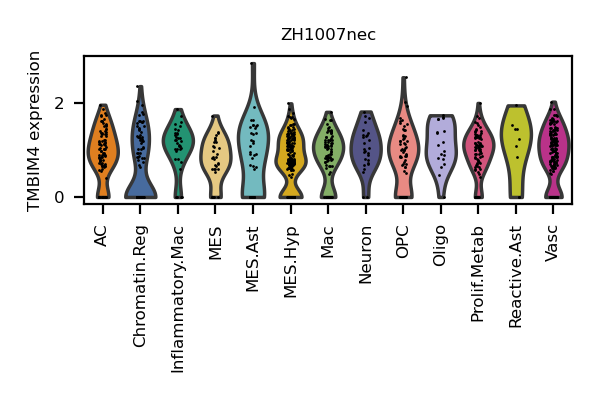 ZH1007nec
TMBIM4 expression
2
0
AC
Chromatin.Reg
Inflammatory.Mac
MES
MES.Ast
MES.Hyp
Mac
Neuron
OPC
Oligo
Prolif.Metab
Reactive.Ast
Vasc